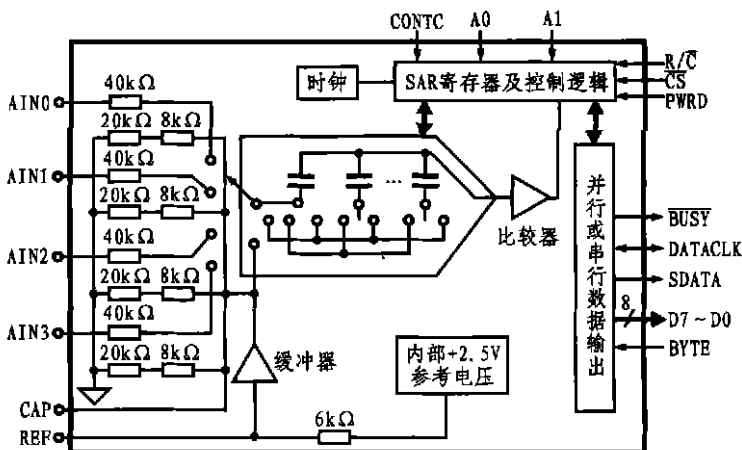 CONTC
A0
A1
时钟
SAR寄存器及控制逻辑
R/C̅
C̅S̅
PWRD
AIN0
40kΩ
20kΩ
8kΩ
AIN1
40kΩ
20kΩ
8kΩ
AIN2
40kΩ
20kΩ
8kΩ
AIN3
40kΩ
20kΩ
8kΩ
CAP
REF
...
比较器
缓冲器
6kΩ
内部+2.5V
参考电压
并行或串行数据输出
B̅U̅S̅Y̅
DATACLK
SDATA
8
D7~D0
BYTE